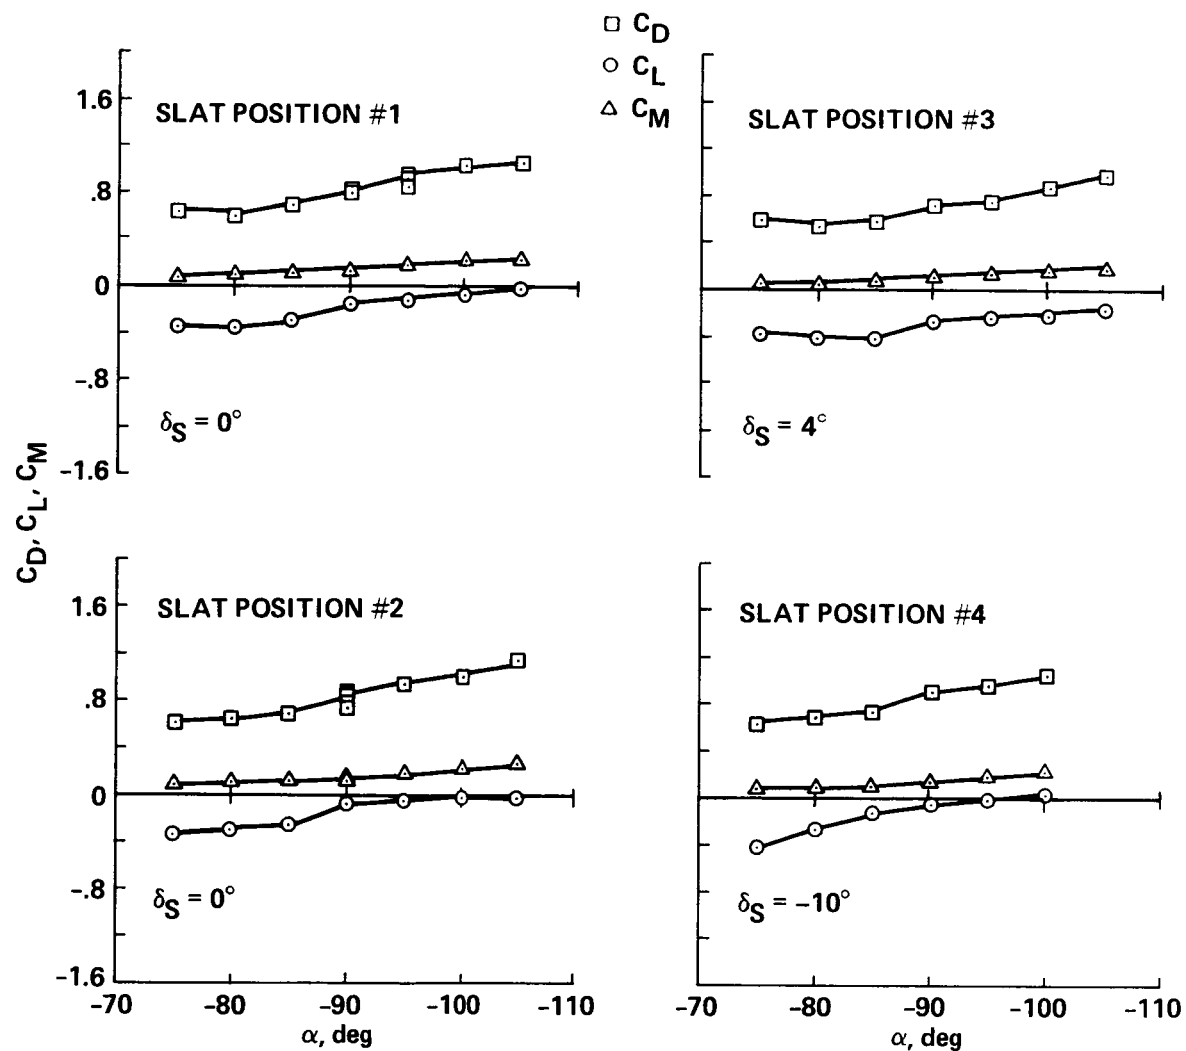 C_D
C_L
C_M
C_D, C_L, C_M
SLAT POSITION #1
1.6
.8
0
–.8
–1.6
δ_S = 0°
SLAT POSITION #3
δ_S = 4°
SLAT POSITION #2
1.6
.8
0
–.8
–1.6
δ_S = 0°
–70
–80
–90
–100
–110
α, deg
SLAT POSITION #4
δ_S = –10°
–70
–80
–90
–100
–110
α, deg